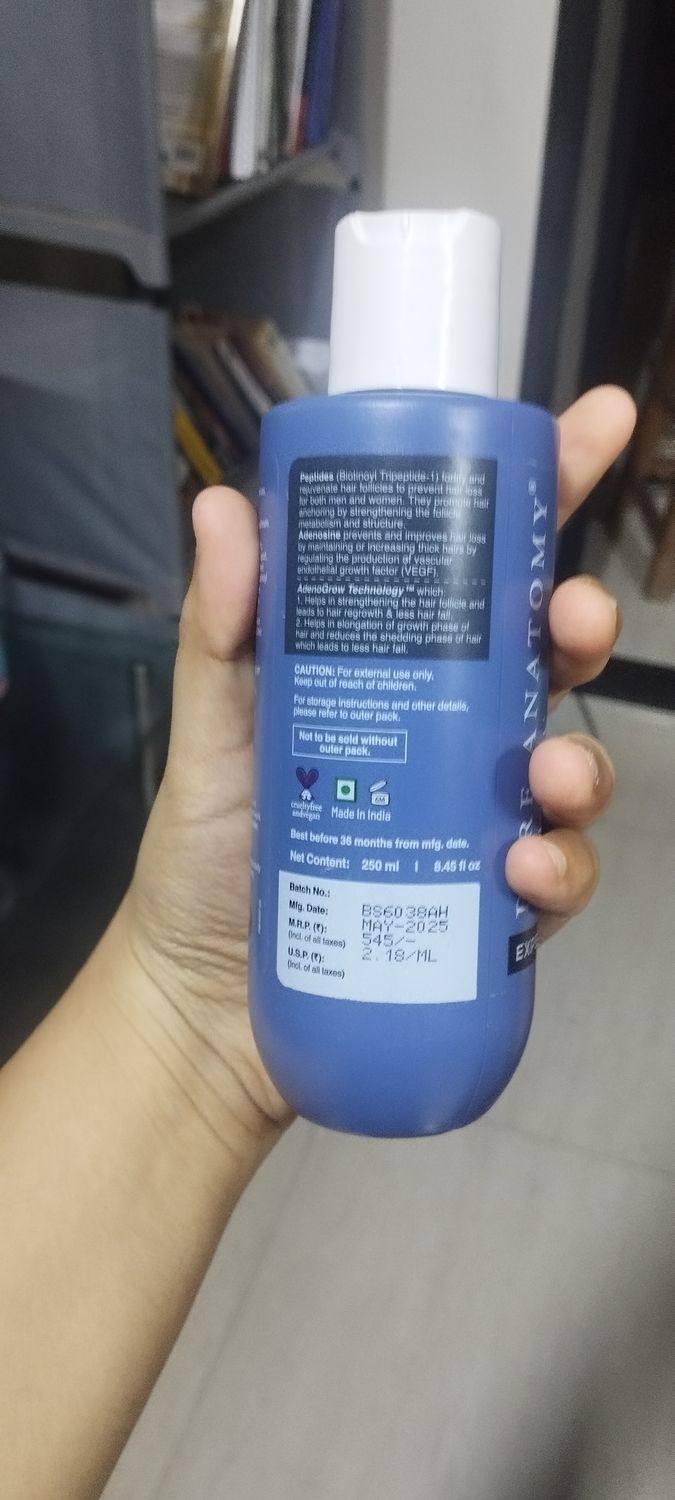 Peptides (Biotinoyl Tripeptide-1) fortify and
rejuvenate hair follicles to prevent hair loss
for both men and women. They promote hair
anchoring by strengthening the follicle
metabolism and structure.
Adenosine prevents and improves hair loss
by maintaining or increasing thick hairs by
regulating the production of vascular
endothelial growth factor (VEGF).
AdenoGrow Technology™ which:
1. Helps in strengthening the hair follicle and
leads to hair regrowth & less hair fall.
2. Helps in elongation of growth phase of
hair and reduces the shedding phase of hair
which leads to less hair fall.
CAUTION: For external use only.
Keep out of reach of children.
For storage instructions and other details,
please refer to outer pack.
Not to be sold without
outer pack.
crueltyfree
andvegan
Made in India
Best before 36 months from mfg. date.
Net Content: 250 ml | 8.45 fl oz
Batch No.: BS6038AH
Mfg. Date: MAY-2025
M.R.P. (₹): 545/-
(Incl. of all taxes)
U.S.P. (₹): 2.18/ML
(Incl. of all taxes)
ANATOMY®